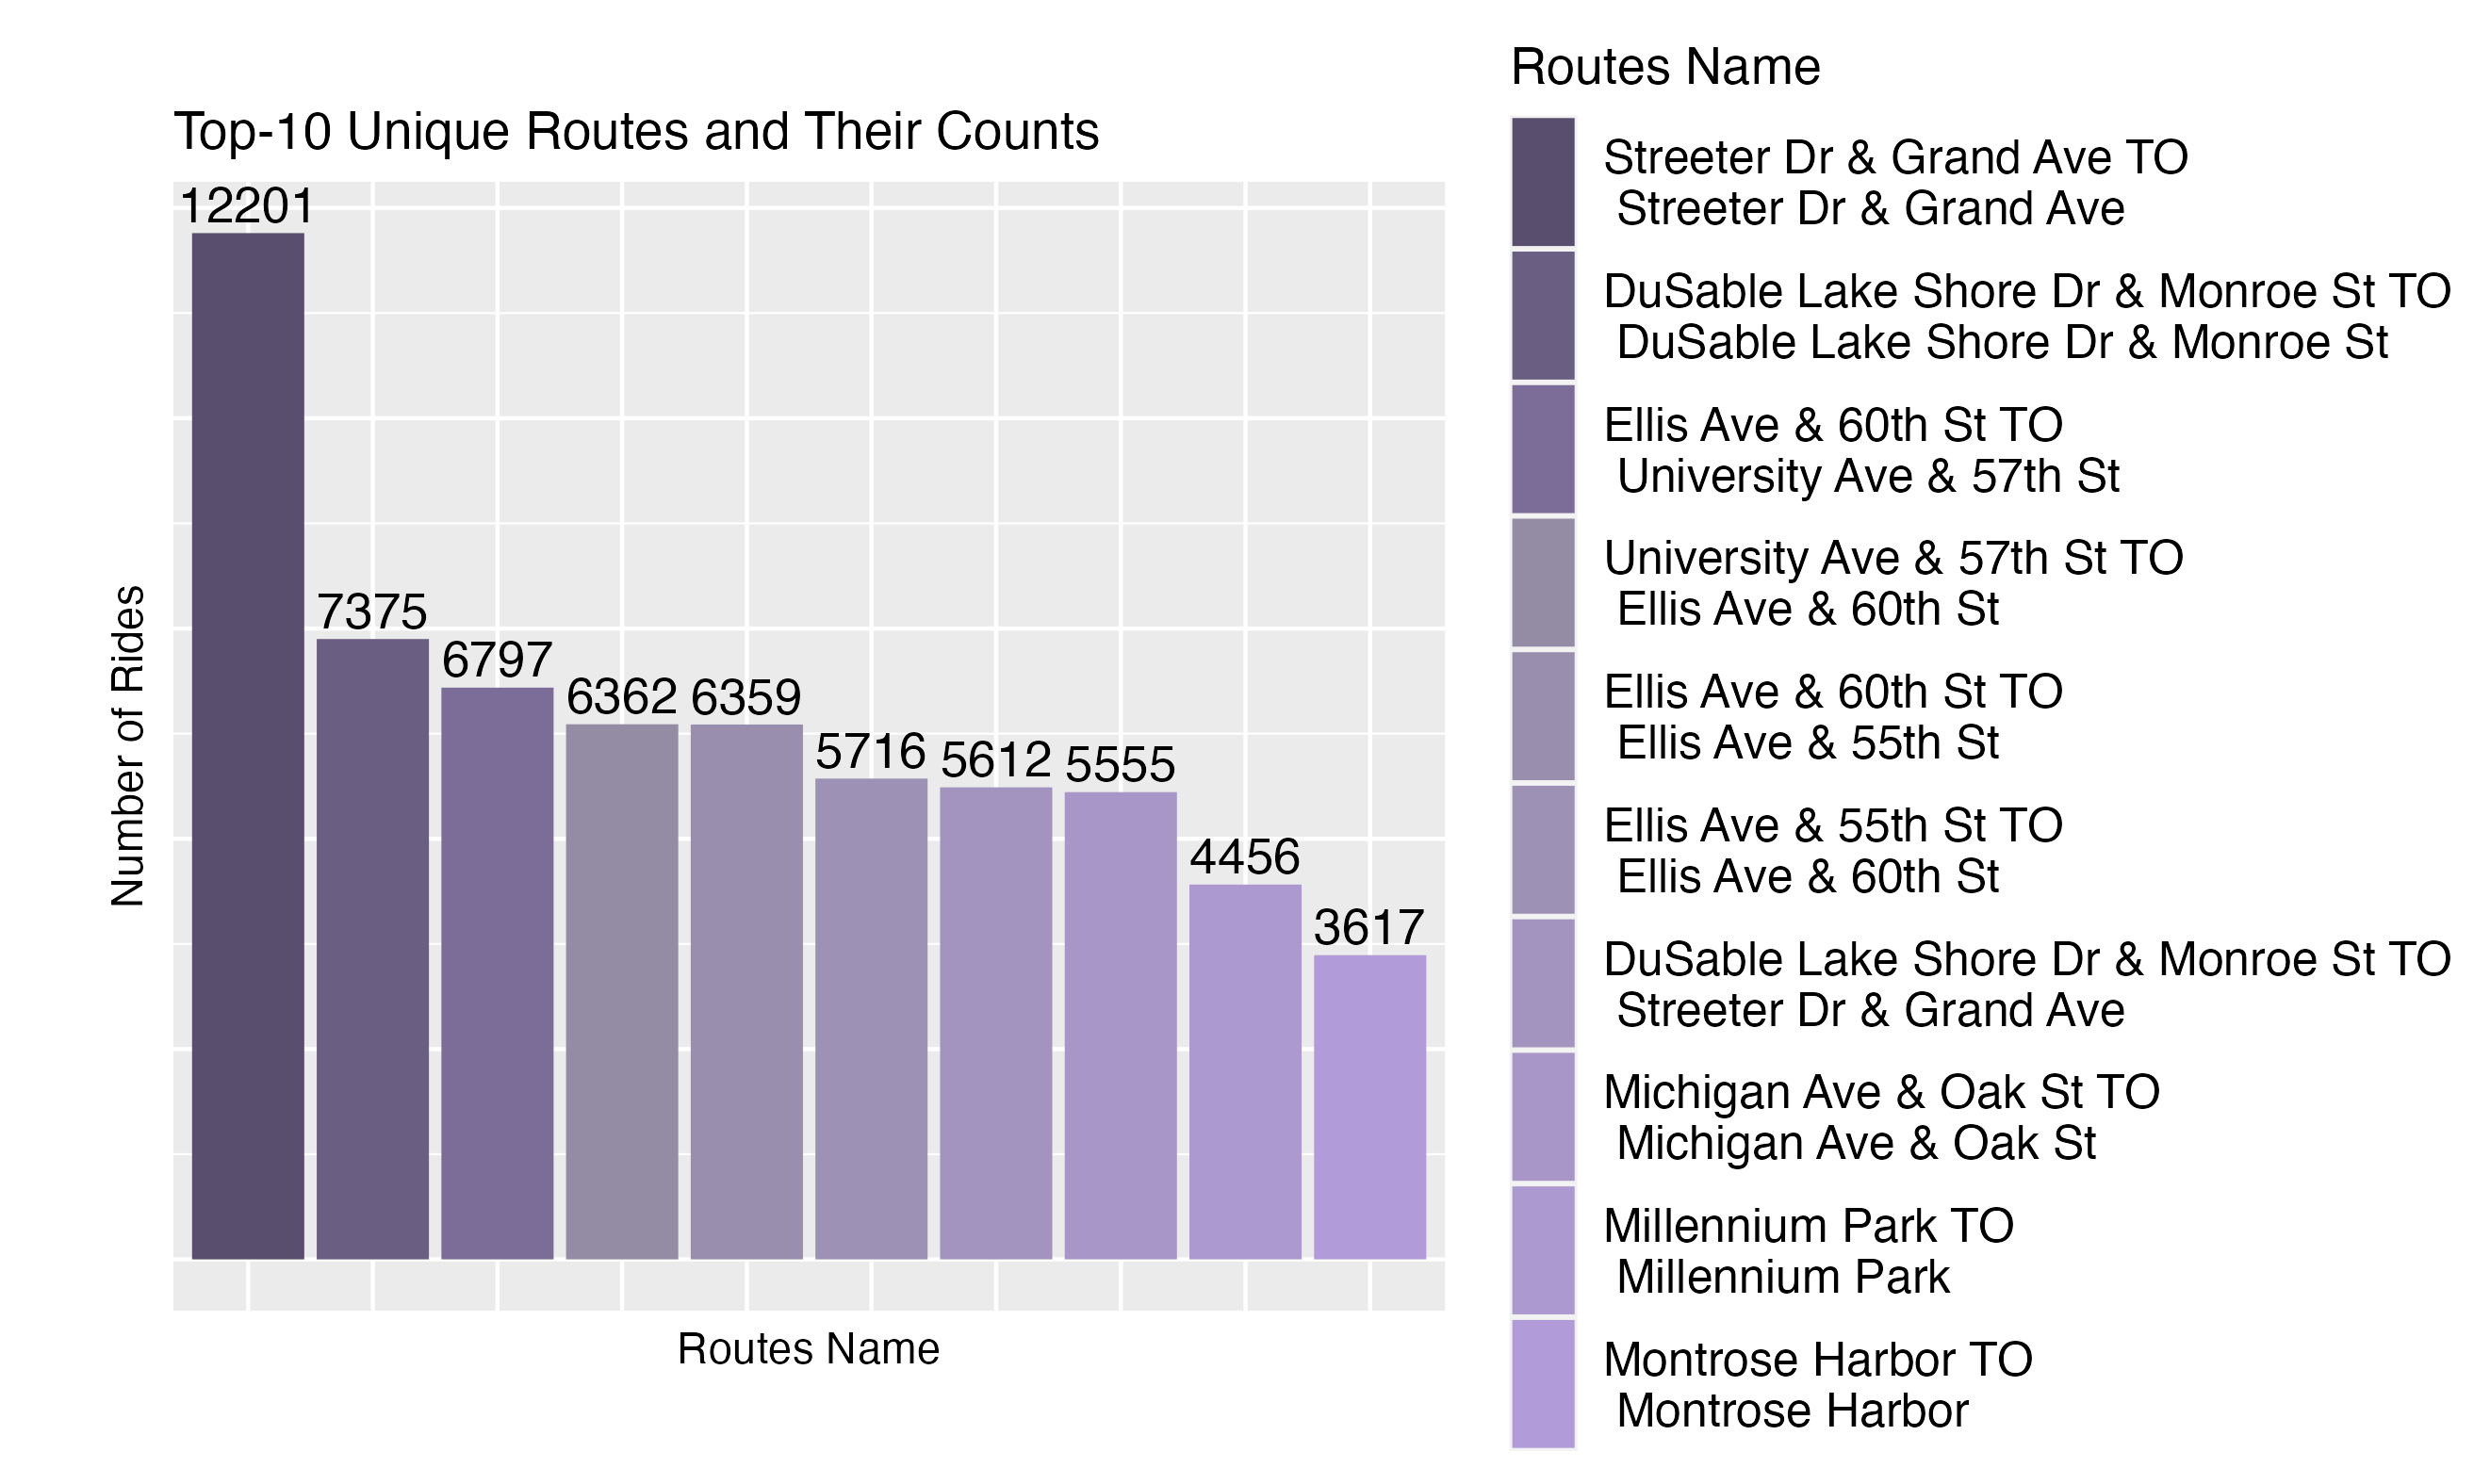 Top-10 Unique Routes and Their Counts
12201
7375
6797
6362
6359
5716
5612
5555
4456
3617
Number of Rides
Routes Name
Routes Name
Streeter Dr & Grand Ave TO
Streeter Dr & Grand Ave
DuSable Lake Shore Dr & Monroe St TO
DuSable Lake Shore Dr & Monroe St
Ellis Ave & 60th St TO
University Ave & 57th St
University Ave & 57th St TO
Ellis Ave & 60th St
Ellis Ave & 60th St TO
Ellis Ave & 55th St
Ellis Ave & 55th St TO
Ellis Ave & 60th St
DuSable Lake Shore Dr & Monroe St TO
Streeter Dr & Grand Ave
Michigan Ave & Oak St TO
Michigan Ave & Oak St
Millennium Park TO
Millennium Park
Montrose Harbor TO
Montrose Harbor